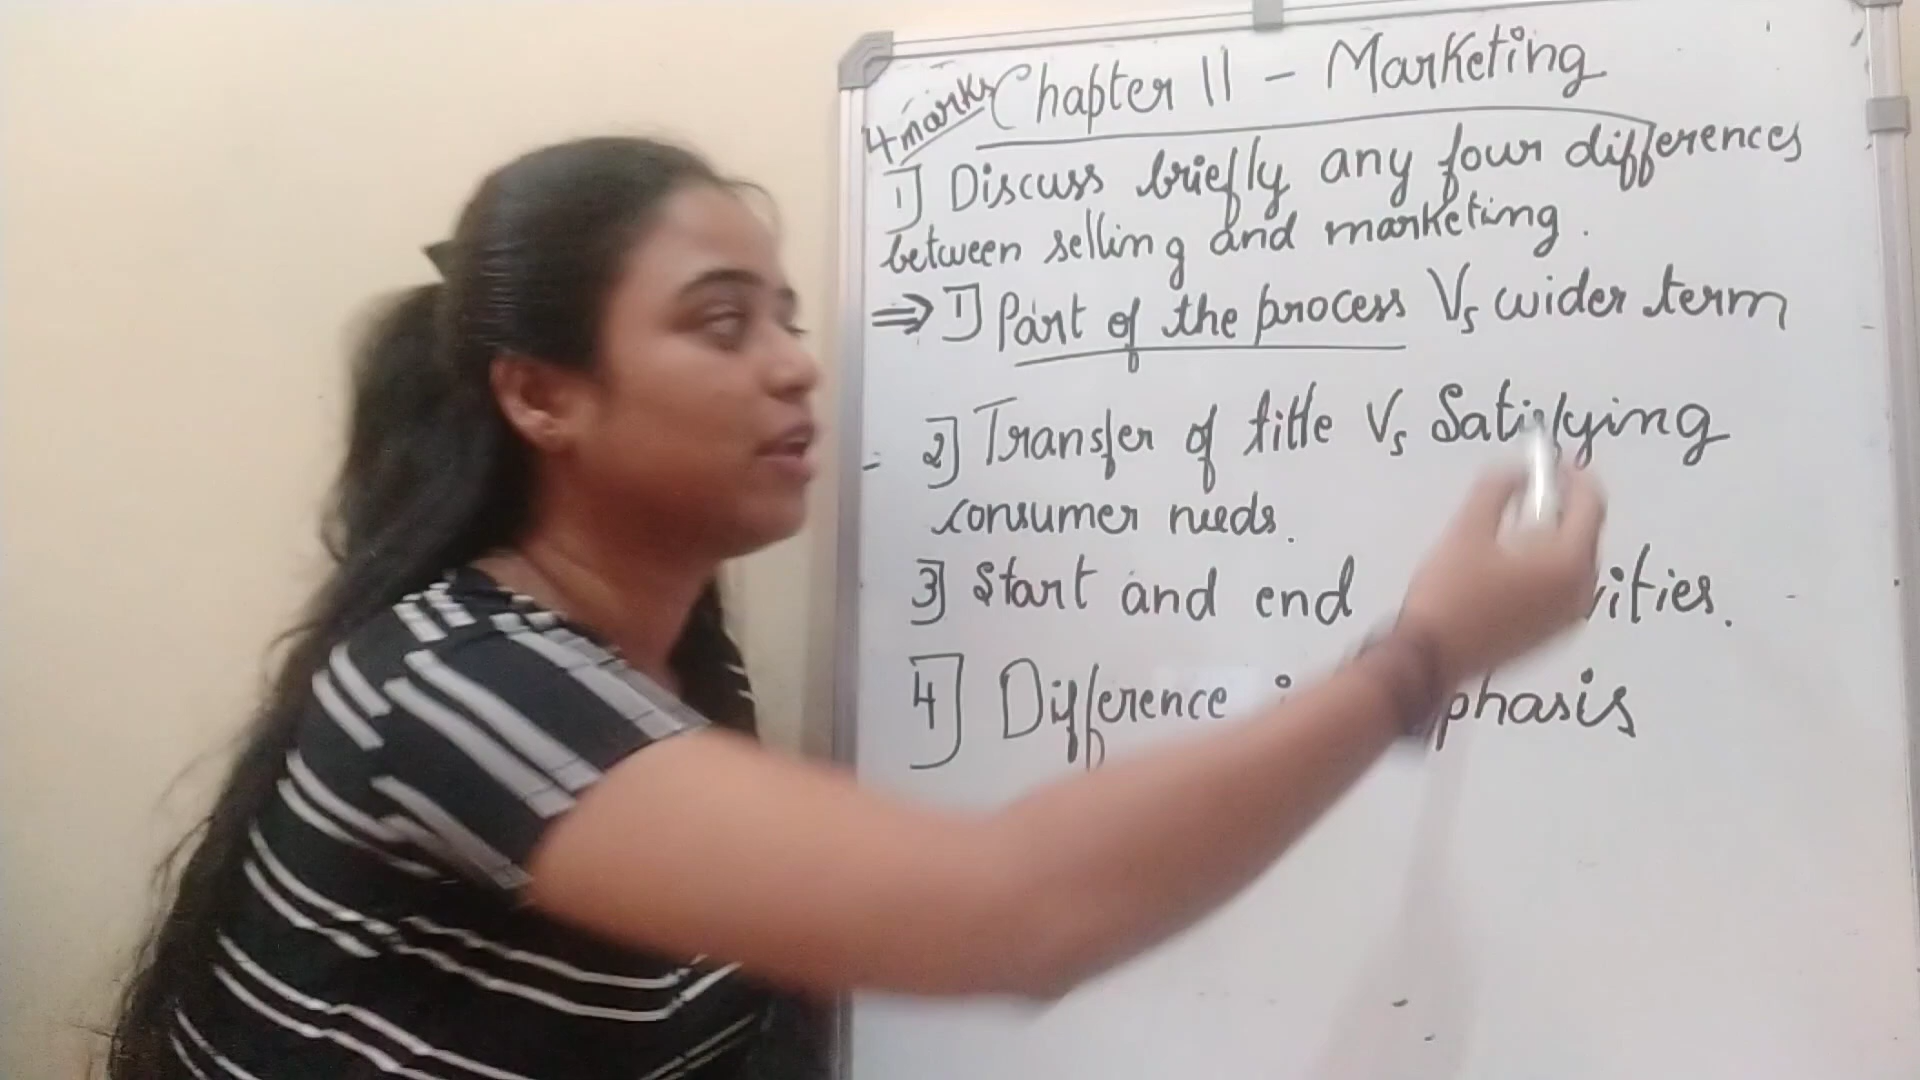 4 marks
Chapter 11 - Marketing
1] Discuss briefly any four differences
between selling and marketing.
⇒ 1] Part of the process Vs wider term
2] Transfer of title Vs Satisfying
consumer needs.
3] Start and end
4] Difference